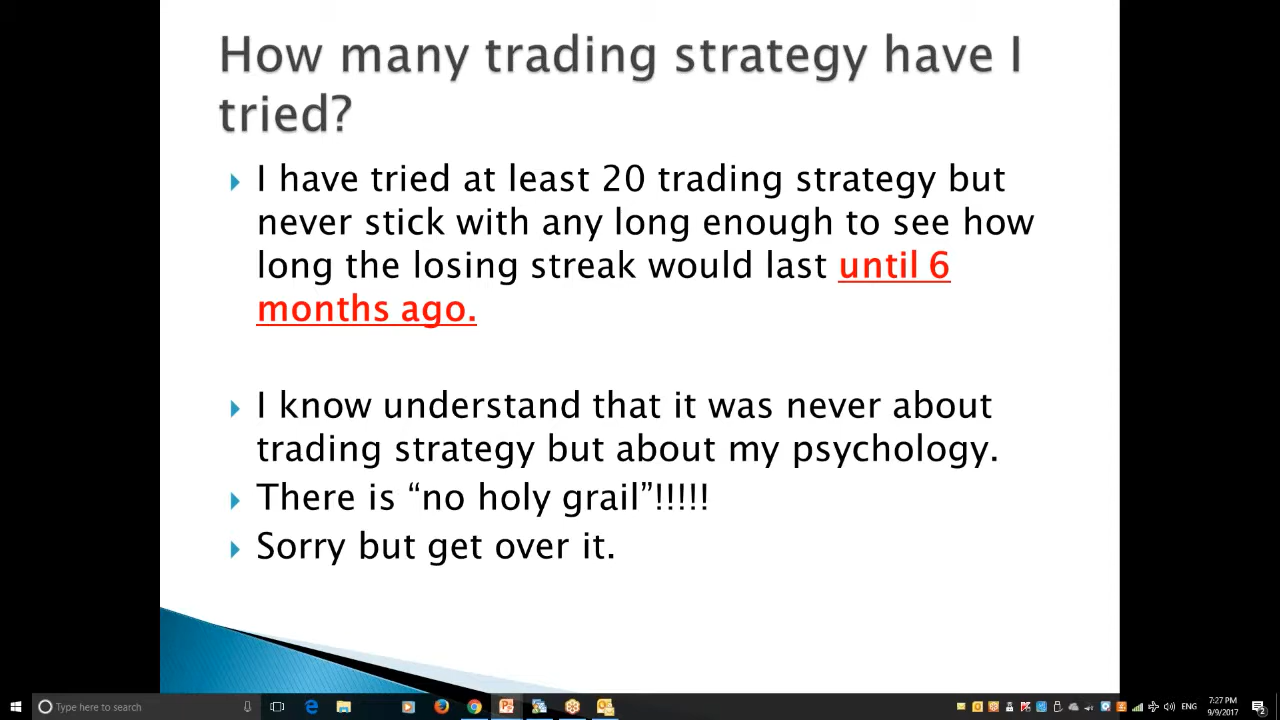 How many trading strategy have I
tried?
I have tried at least 20 trading strategy but
never stick with any long enough to see how
long the losing streak would last until 6
months ago.
I know understand that it was never about
trading strategy but about my psychology.
There is “no holy grail”!!!!!
Sorry but get over it.
Type here to search
ENG
7:27 PM
9/9/2017